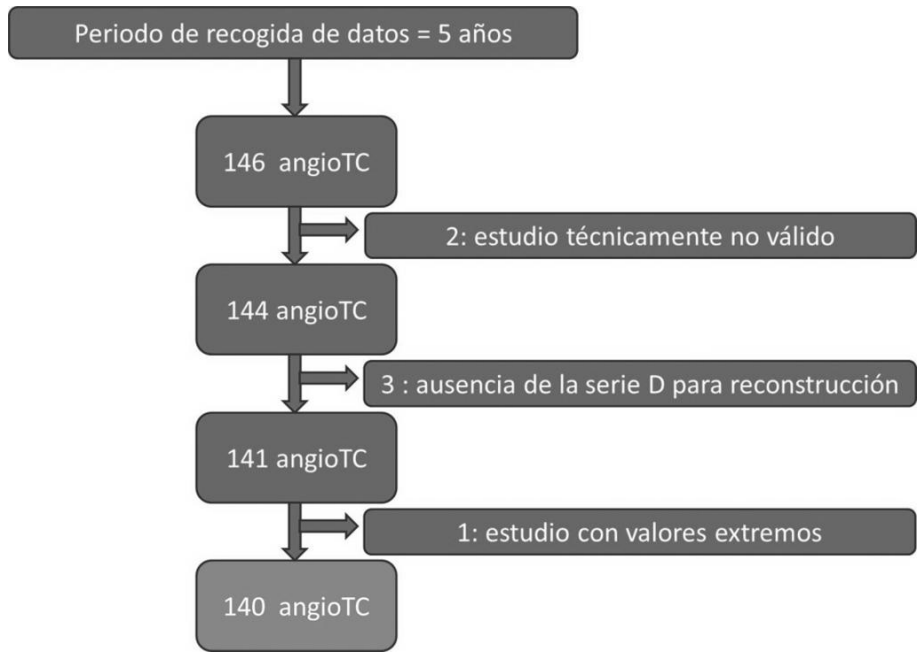 Periodo de recogida de datos = 5 años
146 angioTC
2: estudio técnicamente no válido
144 angioTC
3 : ausencia de la serie D para reconstrucción
141 angioTC
1: estudio con valores extremos
140 angioTC